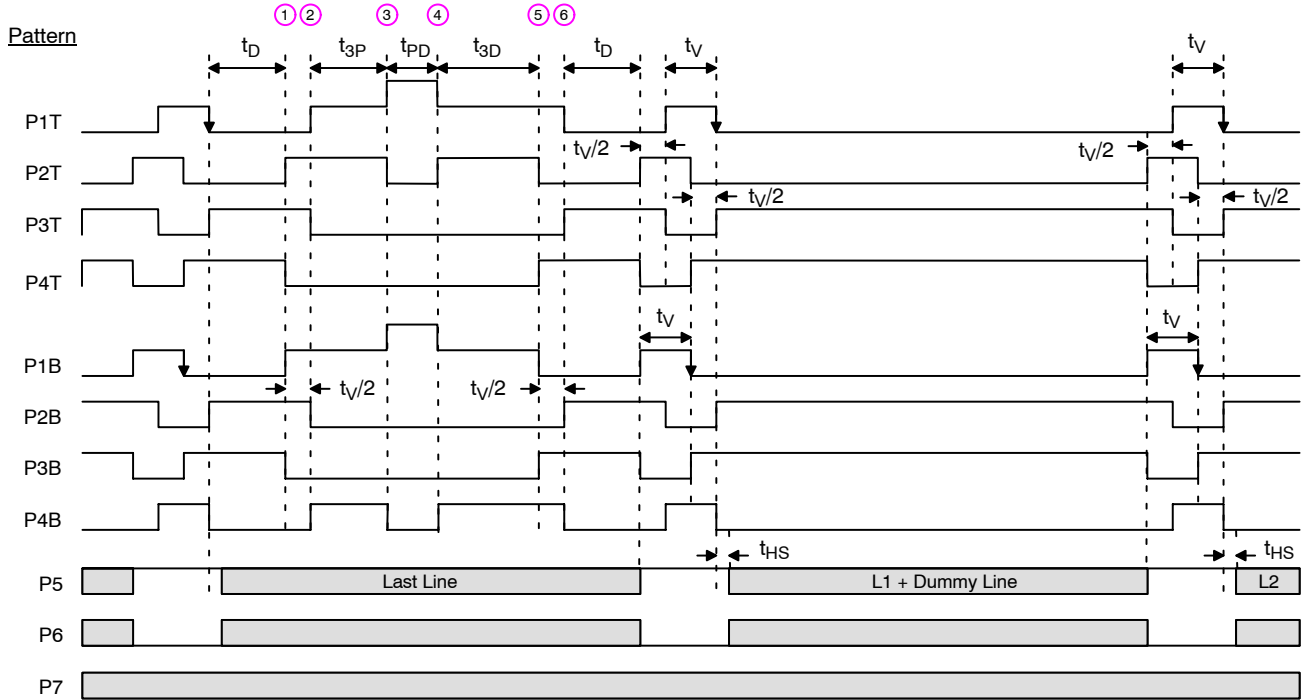 1 2 3 4 5 6
Pattern
tD t3P tPD t3D tD tV tV
P1T
tV/2 tV/2
P2T
tV/2 tV/2
P3T
P4T
tV tV
P1B
tV/2 tV/2
P2B
P3B
P4B
tHS tHS
P5 Last Line L1 + Dummy Line L2
P6
P7